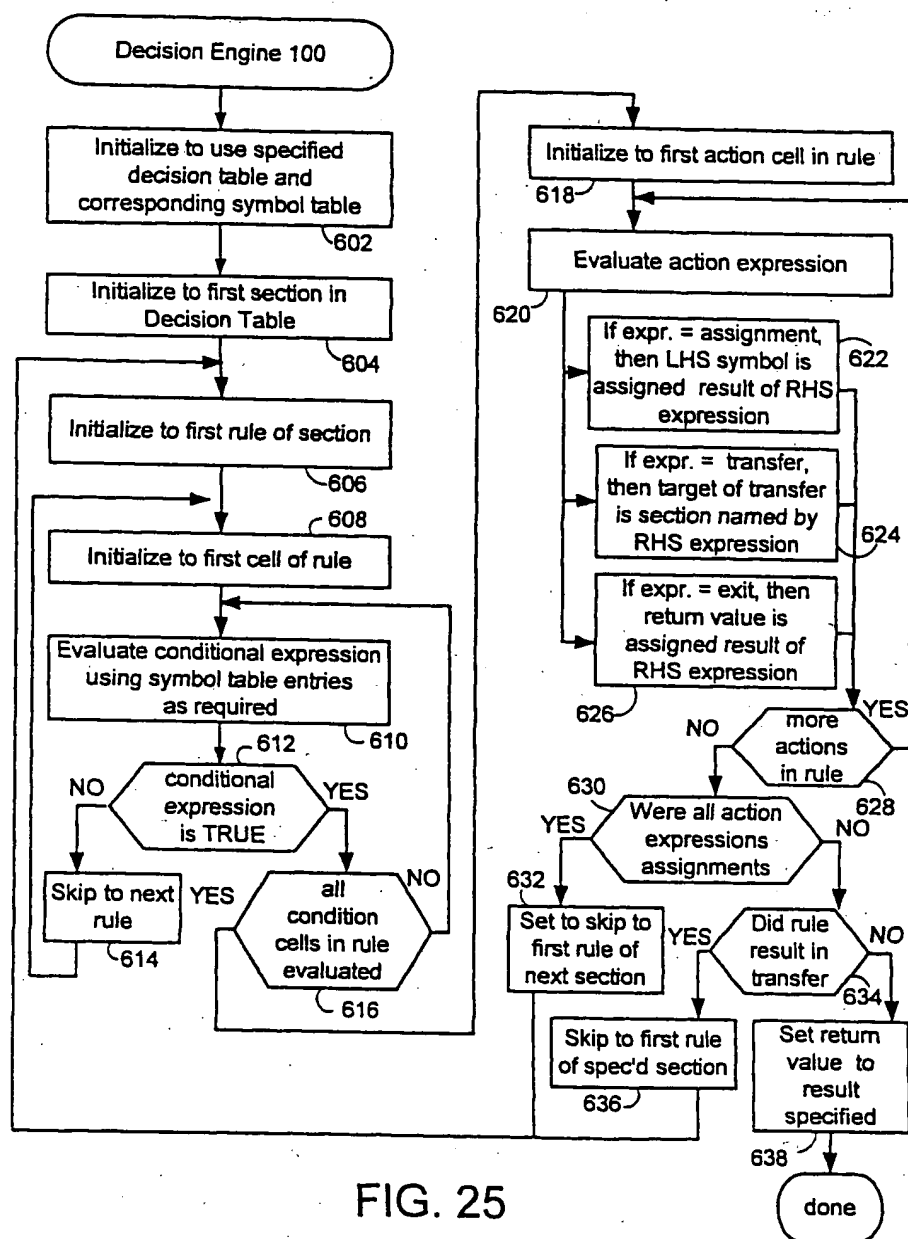 Decision Engine 100
Initialize to use specified
decision table and
corresponding symbol table
602
Initialize to first section in
Decision Table
604
Initialize to first rule of section
606
608
Initialize to first cell of rule
Evaluate conditional expression
using symbol table entries
as required
610
612
conditional
expression
is TRUE
NO
YES
Skip to next
rule
614
YES
all
condition
cells in rule
evaluated
NO
616
Initialize to first action cell in rule
618
Evaluate action expression
620
If expr. = assignment,
then LHS symbol is
assigned result of RHS
expression
622
If expr. = transfer,
then target of transfer
is section named by
RHS expression
624
If expr. = exit, then
return value is
assigned result of
RHS expression
626
NO
more
actions
in rule
YES
628
630
Were all action
expressions
assignments
YES
NO
632
Set to skip to
first rule of
next section
YES
Did rule
result in
transfer
NO
634
Skip to first rule
of spec'd section
636
Set return
value to
result
specified
638
done
FIG. 25